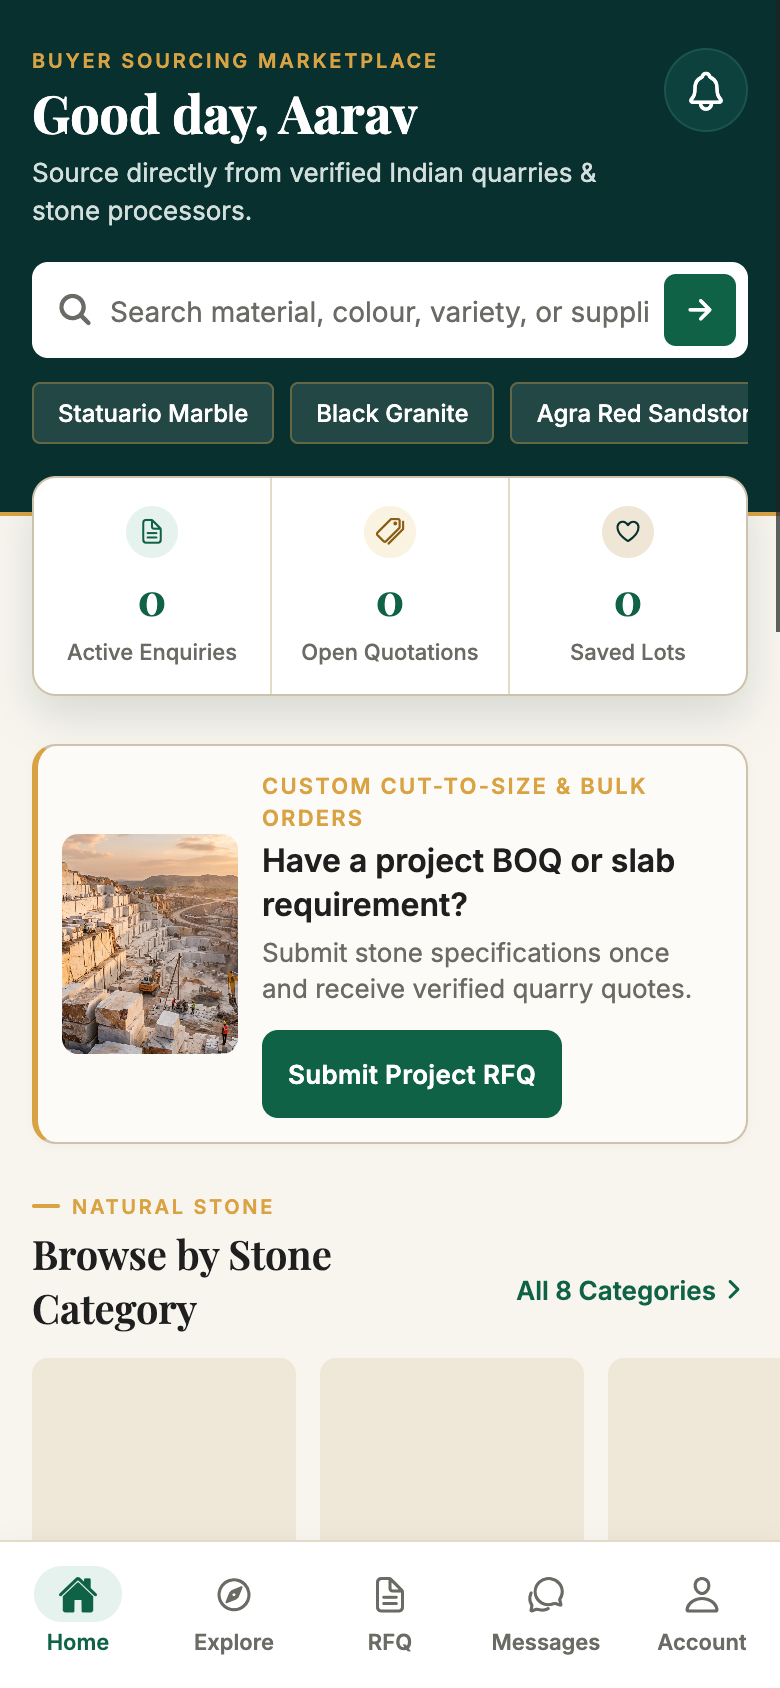 BUYER SOURCING MARKETPLACE
Good day, Aarav
Source directly from verified Indian quarries &
stone processors.
Search material, colour, variety, or suppli
Statuario Marble
Black Granite
Agra Red Sandstor
0
Active Enquiries
0
Open Quotations
0
Saved Lots
CUSTOM CUT-TO-SIZE & BULK
ORDERS
Have a project BOQ or slab
requirement?
Submit stone specifications once
and receive verified quarry quotes.
Submit Project RFQ
NATURAL STONE
Browse by Stone
Category
All 8 Categories
Home
Explore
RFQ
Messages
Account